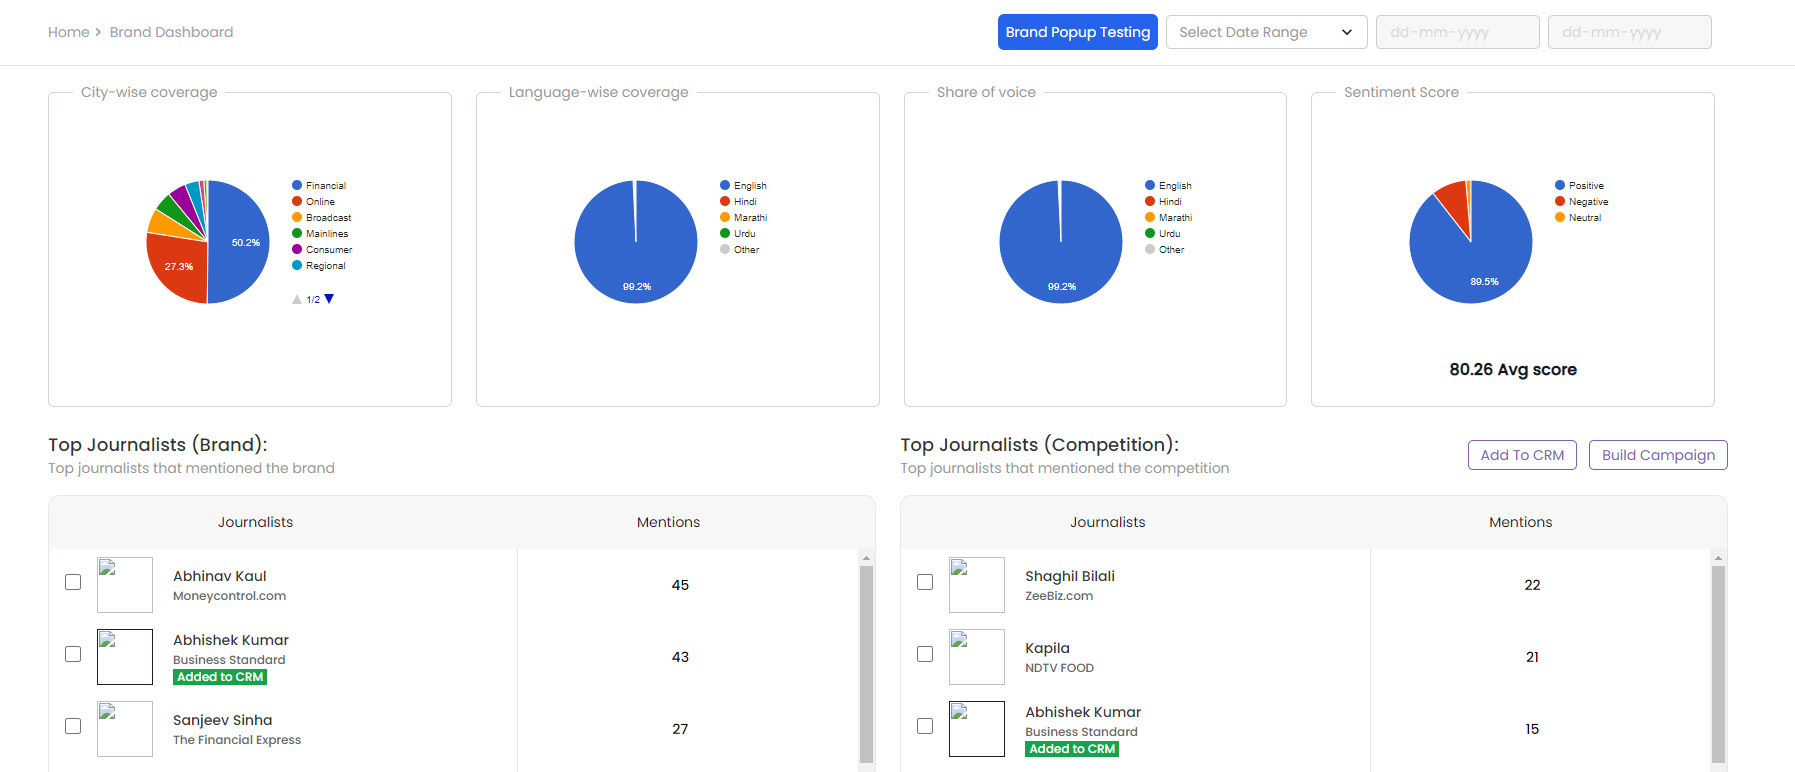 Home > Brand Dashboard
Brand Popup Testing
Select Date Range
dd-mm-yyyy
dd-mm-yyyy
City-wise coverage
50.2%
27.3%
Financial
Online
Broadcast
Mainlines
Consumer
Regional
1/2
Language-wise coverage
99.2%
English
Hindi
Marathi
Urdu
Other
Share of voice
99.2%
English
Hindi
Marathi
Urdu
Other
Sentiment Score
89.5%
Positive
Negative
Neutral
80.26 Avg score
Top Journalists (Brand):
Top journalists that mentioned the brand
Journalists Mentions
Abhinav Kaul
Moneycontrol.com
45
Abhishek Kumar
Business Standard
Added to CRM
43
Sanjeev Sinha
The Financial Express
27
Top Journalists (Competition):
Top journalists that mentioned the competition
Add To CRM
Build Campaign
Journalists Mentions
Shaghil Bilali
ZeeBiz.com
22
Kapila
NDTV FOOD
21
Abhishek Kumar
Business Standard
Added to CRM
15